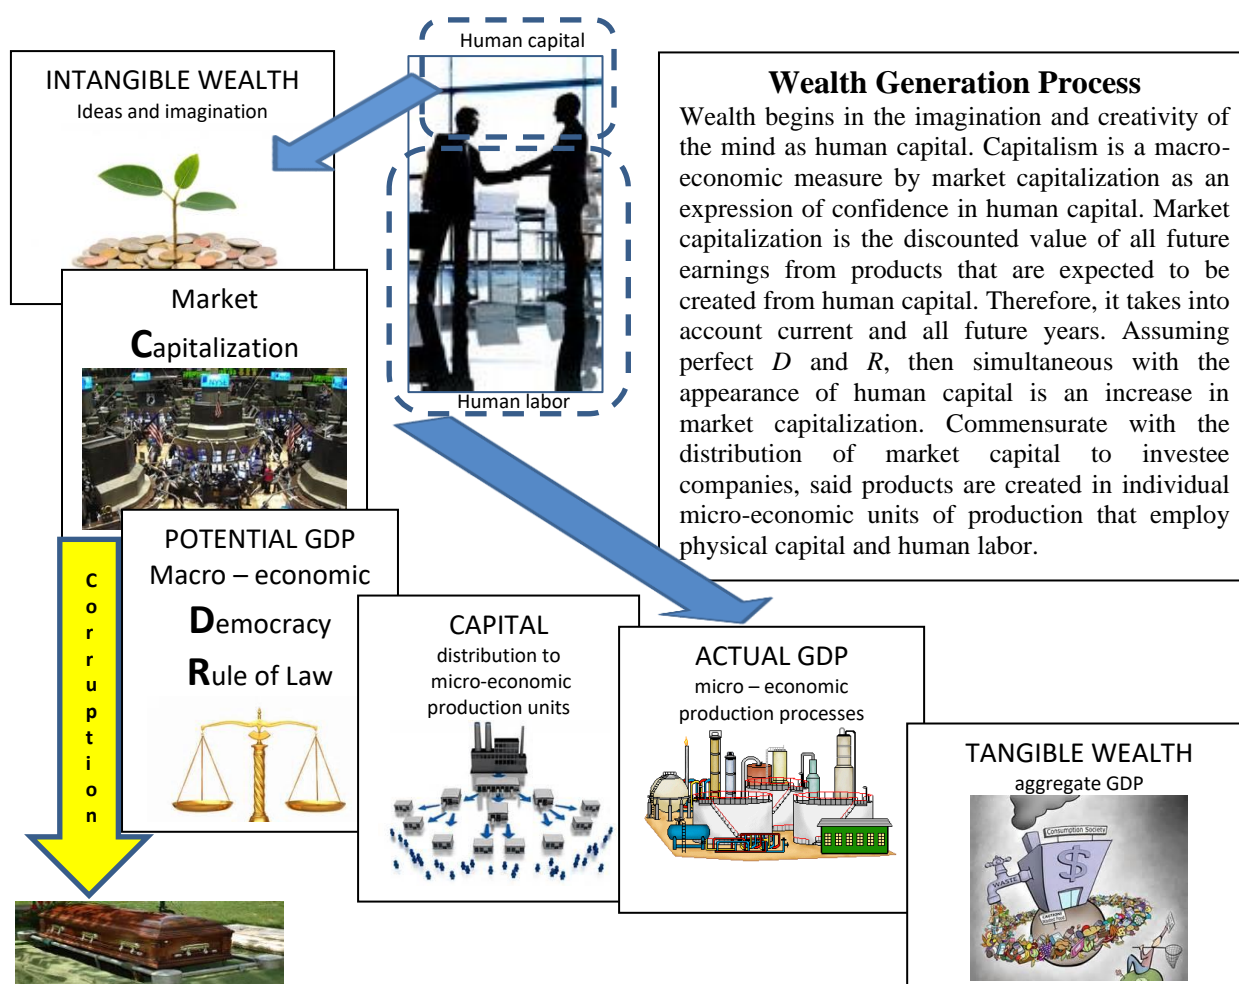 Human capital
INTANGIBLE WEALTH
Ideas and imagination
Human labor
Wealth Generation Process
Wealth begins in the imagination and creativity of
the mind as human capital. Capitalism is a macro-
economic measure by market capitalization as an
expression of confidence in human capital. Market
capitalization is the discounted value of all future
earnings from products that are expected to be
created from human capital. Therefore, it takes into
account current and all future years. Assuming
perfect D and R, then simultaneous with the
appearance of human capital is an increase in
market capitalization. Commensurate with the
distribution of market capital to investee
companies, said products are created in individual
micro-economic units of production that employ
physical capital and human labor.
Market
Capitalization
Corruption
POTENTIAL GDP
Macro – economic
Democracy
Rule of Law
CAPITAL
distribution to
micro-economic
production units
ACTUAL GDP
micro – economic
production processes
TANGIBLE WEALTH
aggregate GDP
Consumption Society
$
WASTE